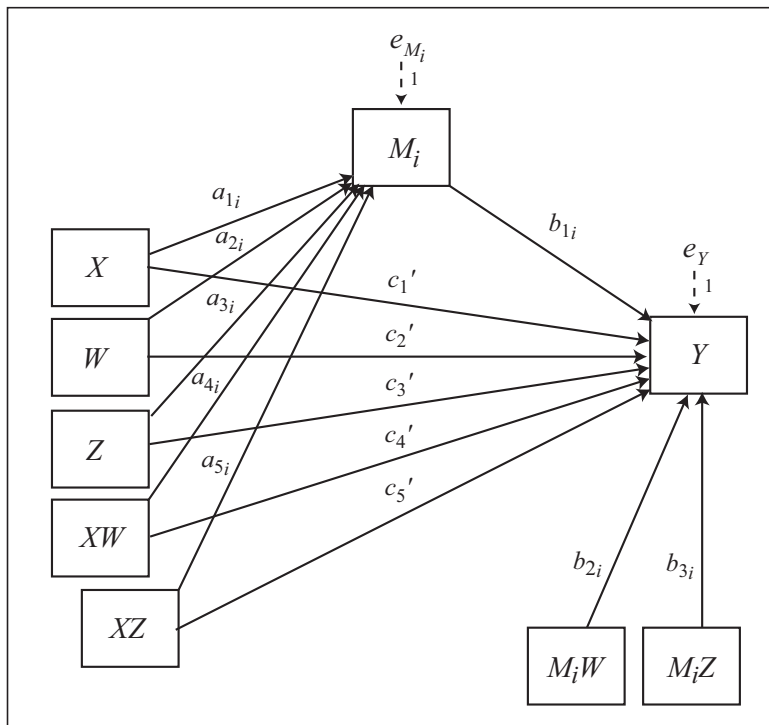 e_{M_i}
1
M_i
a_{1i}
a_{2i}
b_{1i}
X
a_{3i}
e_Y
1
c_1′
W
a_{4i}
c_2′
Y
c_3′
Z
a_{5i}
c_4′
XW
c_5′
b_{2i}
b_{3i}
XZ
M_iW
M_iZ